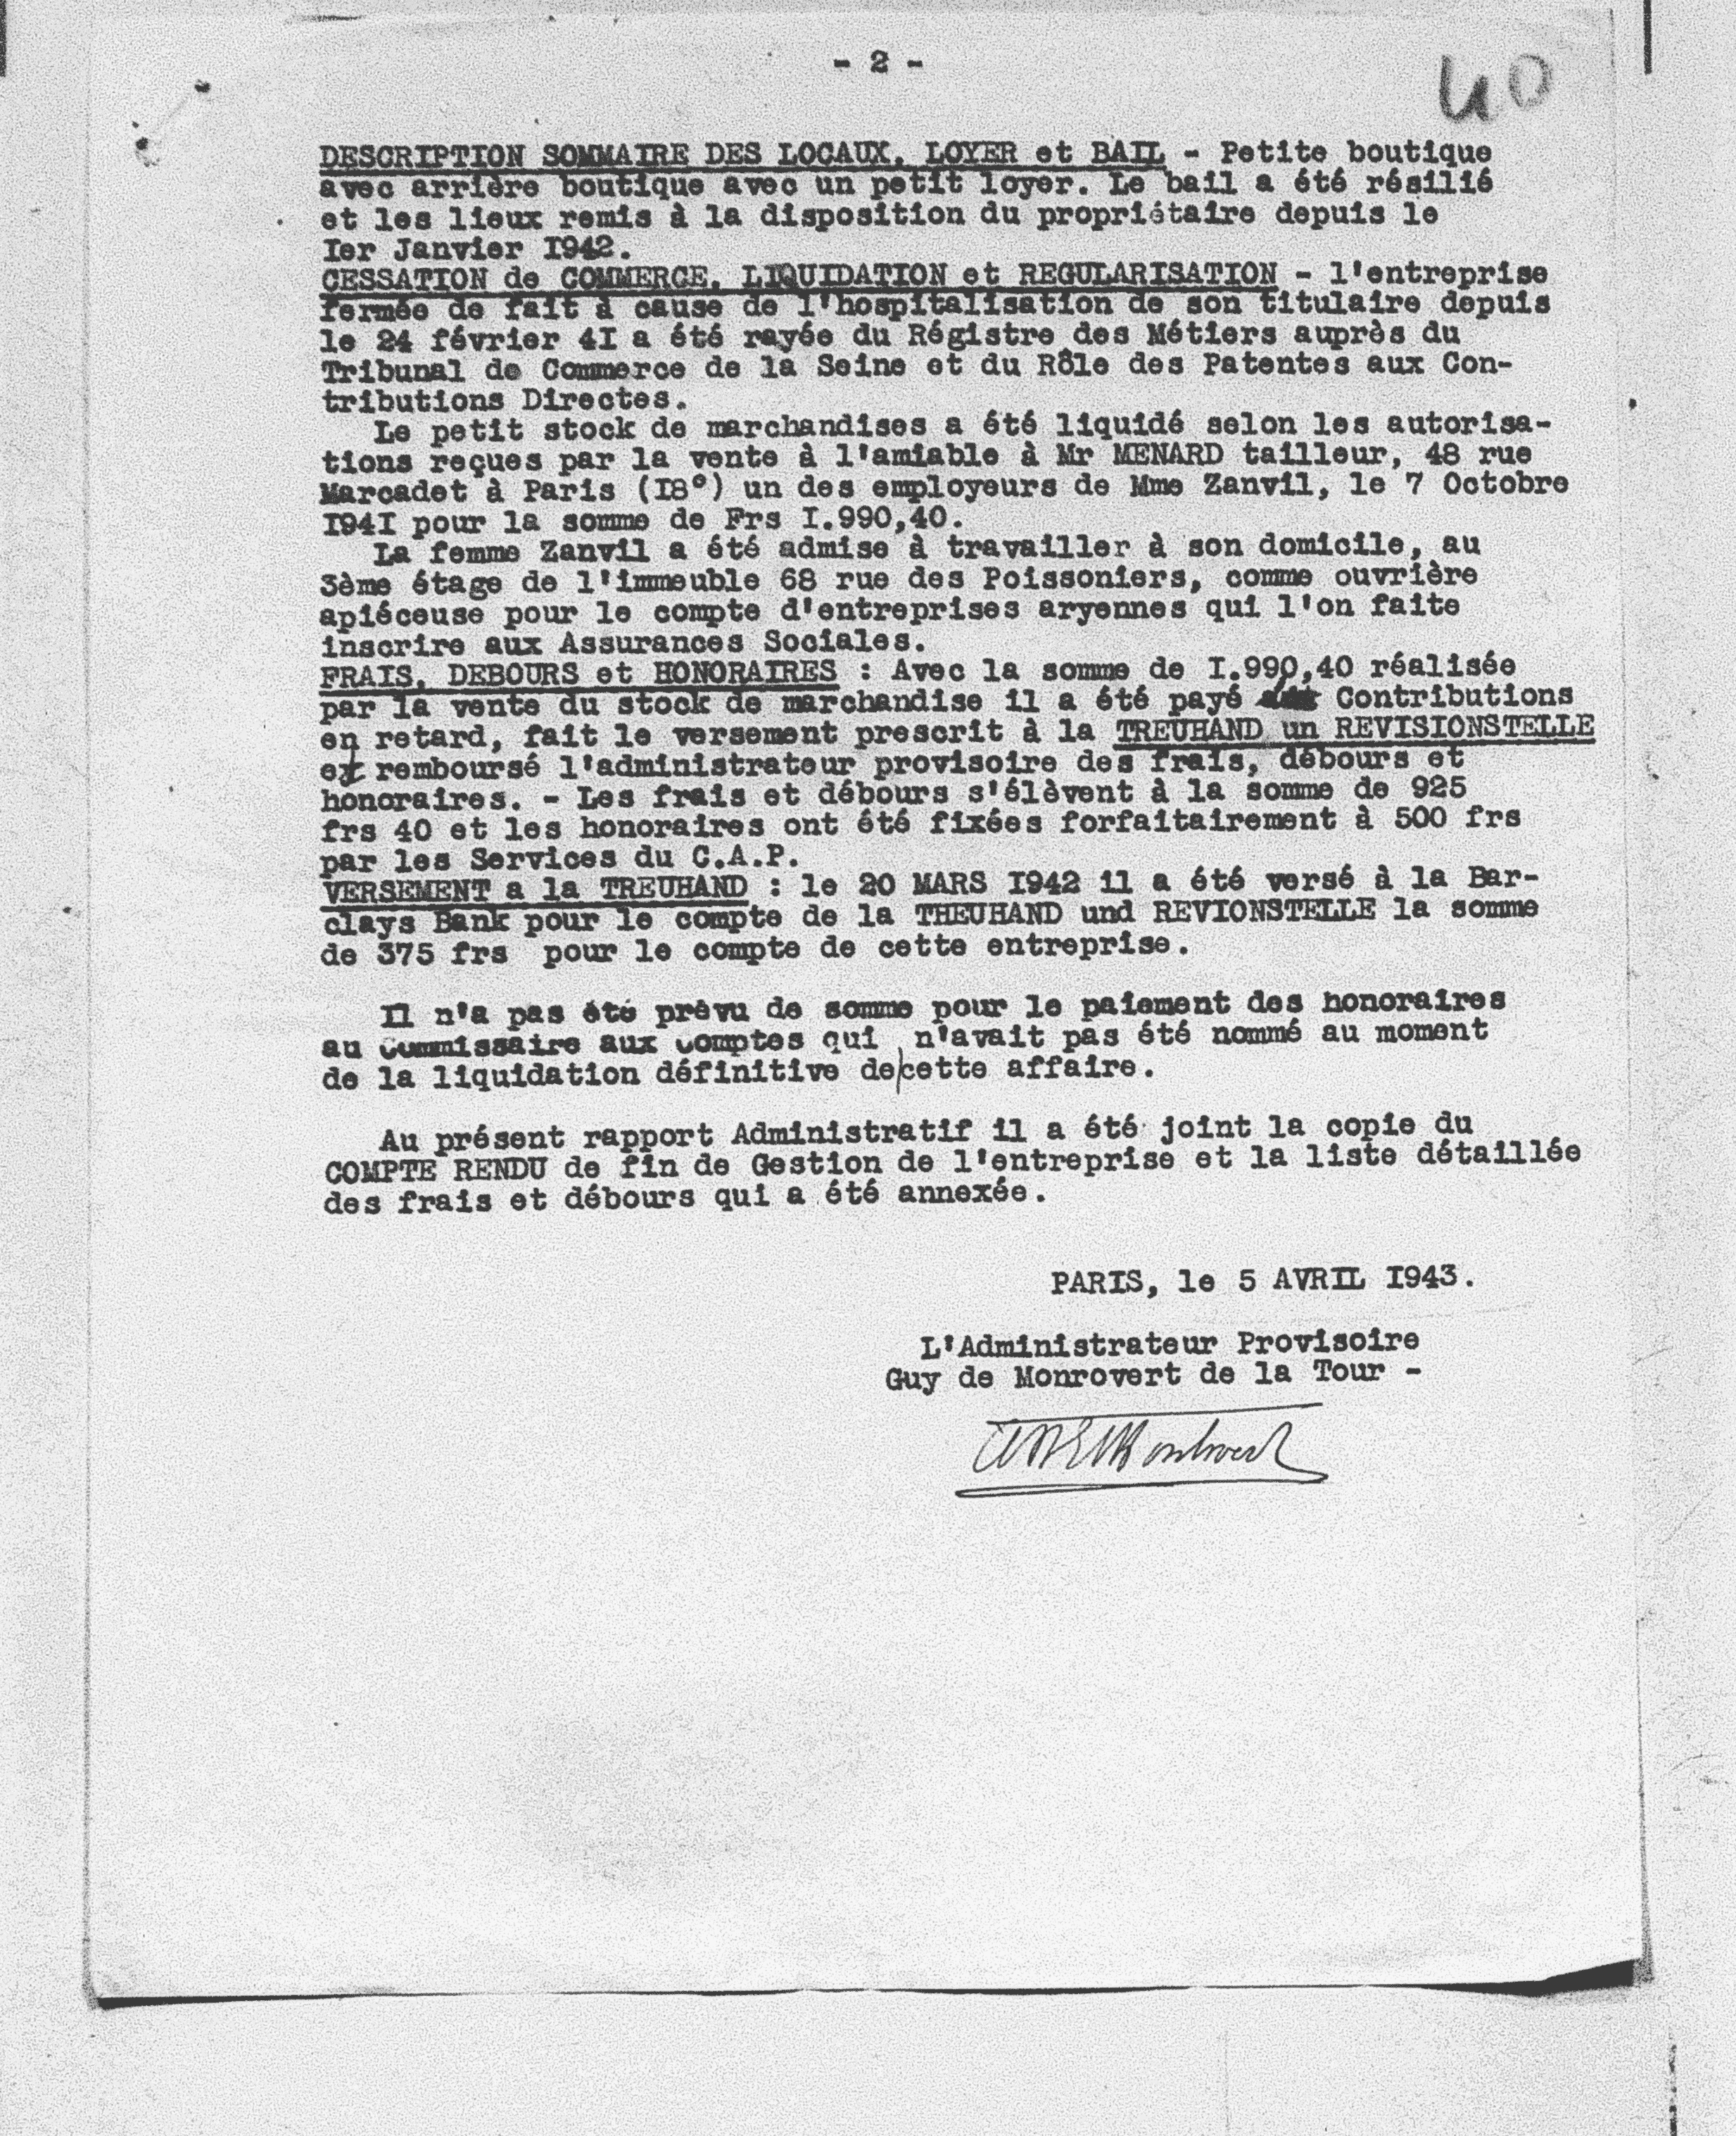 - 2 -
40
DESCRIPTION SOMMAIRE DES LOCAUX, LOYER et BAIL - Petite boutique
avec arrière boutique avec un petit loyer. Le bail a été résilié
et les lieux remis à la disposition du propriétaire depuis le
Ier Janvier I942.
CESSATION de COMMERCE, LIQUIDATION et REGULARISATION - l'entreprise
fermée de fait à cause de l'hospitalisation de son titulaire depuis
le 24 février 4I a été rayée du Régistre des Métiers auprès du
Tribunal de Commerce de la Seine et du Rôle des Patentes aux Con-
tributions Directes.
Le petit stock de marchandises a été liquidé selon les autorisa-
tions reçues par la vente à l'amiable à Mr MENARD tailleur, 48 rue
Marcadet à Paris (I8°) un des employeurs de Mme Zanvil, le 7 Octobre
I94I pour la somme de Frs I.990,40.
La femme Zanvil a été admise à travailler à son domicile, au
3ème étage de l'immeuble 68 rue des Poissoniers, comme ouvrière
apiéceuse pour le compte d'entreprises aryennes qui l'on faite
inscrire aux Assurances Sociales.
FRAIS, DEBOURS et HONORAIRES : Avec la somme de I.990,40 réalisée
par la vente du stock de marchandise il a été payé Contributions
en retard, fait le versement prescrit à la TREUHAND un REVISIONSTELLE
et remboursé l'administrateur provisoire des frais, débours et
honoraires. - Les frais et débours s'élèvent à la somme de 925
frs 40 et les honoraires ont été fixées forfaitairement à 500 frs
par les Services du C.A.P.
VERSEMENT a la TREUHAND : le 20 MARS I942 il a été versé à la Bar-
clays Bank pour le compte de la THEUHAND und REVIONSTELLE la somme
de 375 frs pour le compte de cette entreprise.
Il n'a pas été prévu de somme pour le paiement des honoraires
au Commissaire aux Comptes qui n'avait pas été nommé au moment
de la liquidation définitive de cette affaire.
Au présent rapport Administratif il a été joint la copie du
COMPTE RENDU de fin de Gestion de l'entreprise et la liste détaillée
des frais et débours qui a été annexée.
PARIS, le 5 AVRIL I943.
L'Administrateur Provisoire
Guy de Monrovert de la Tour -